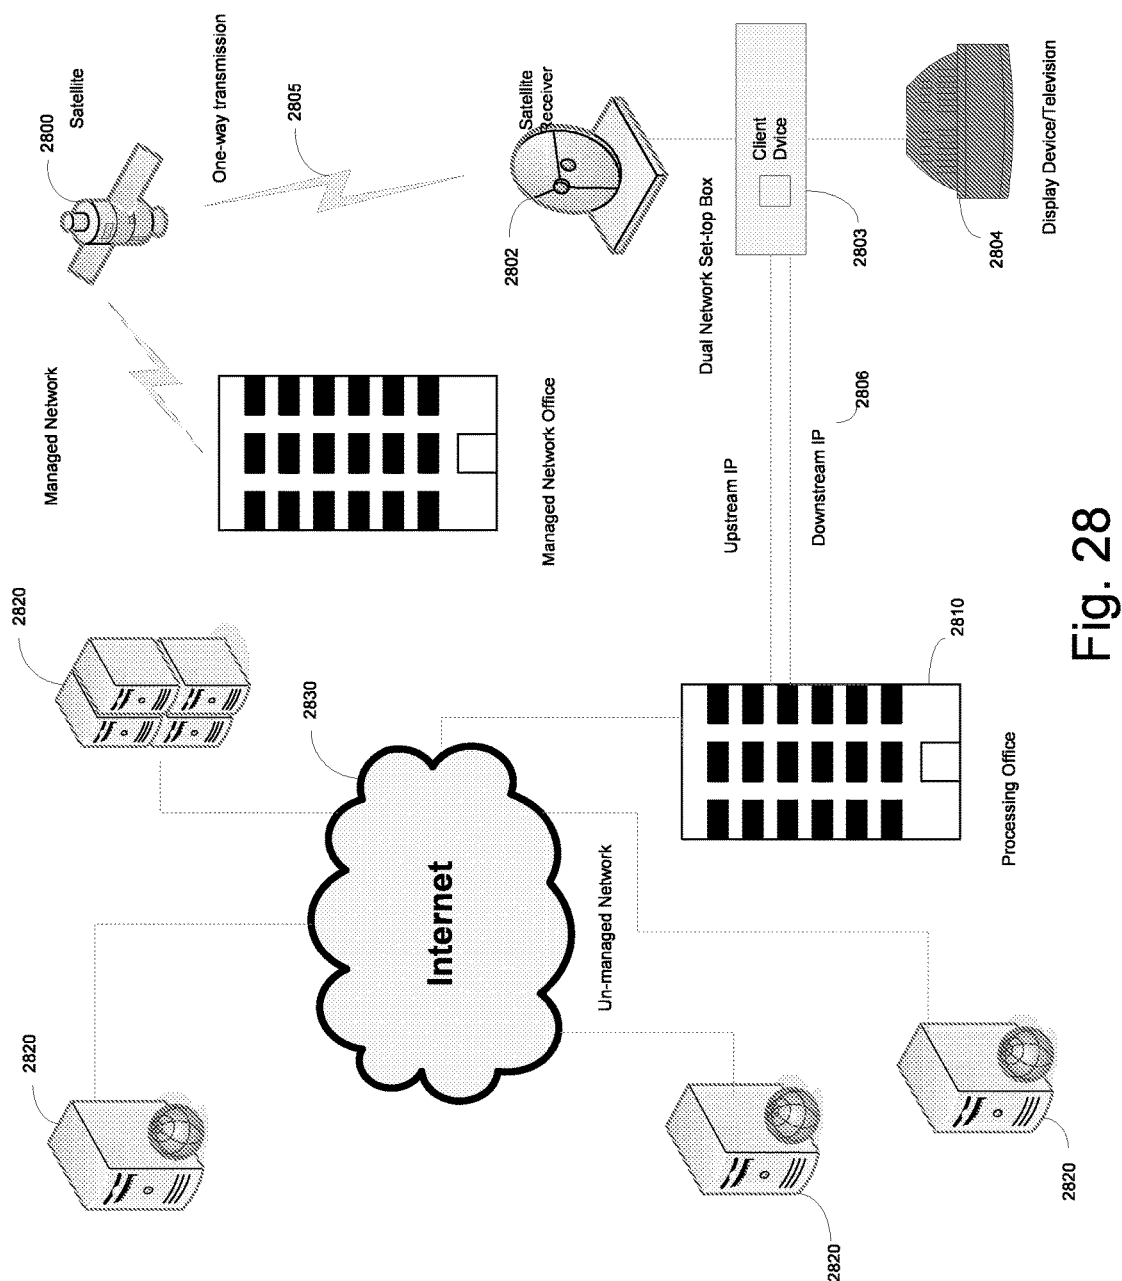 2820
2820
Managed Network
2800
Satellite
One-way transmission
2805
2830
Managed Network Office
Internet
Un-managed Network
2802
Satellite
Receiver
Dual Network Set-top Box
Client
Dvice
2803
Upstream IP
Downstream IP
2806
2804
Display Device/Television
2820
2820
Processing Office
2810
Fig. 28